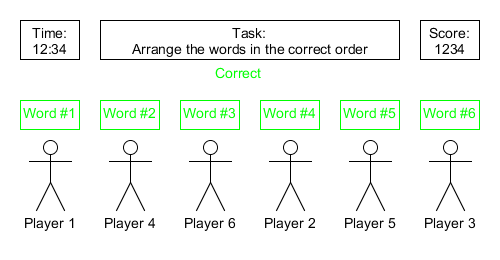 Time:
12:34
Task:
Arrange the words in the correct order
Score:
1234
Correct
Word #1
Word #2
Word #3
Word #4
Word #5
Word #6
Player 1
Player 4
Player 6
Player 2
Player 5
Player 3